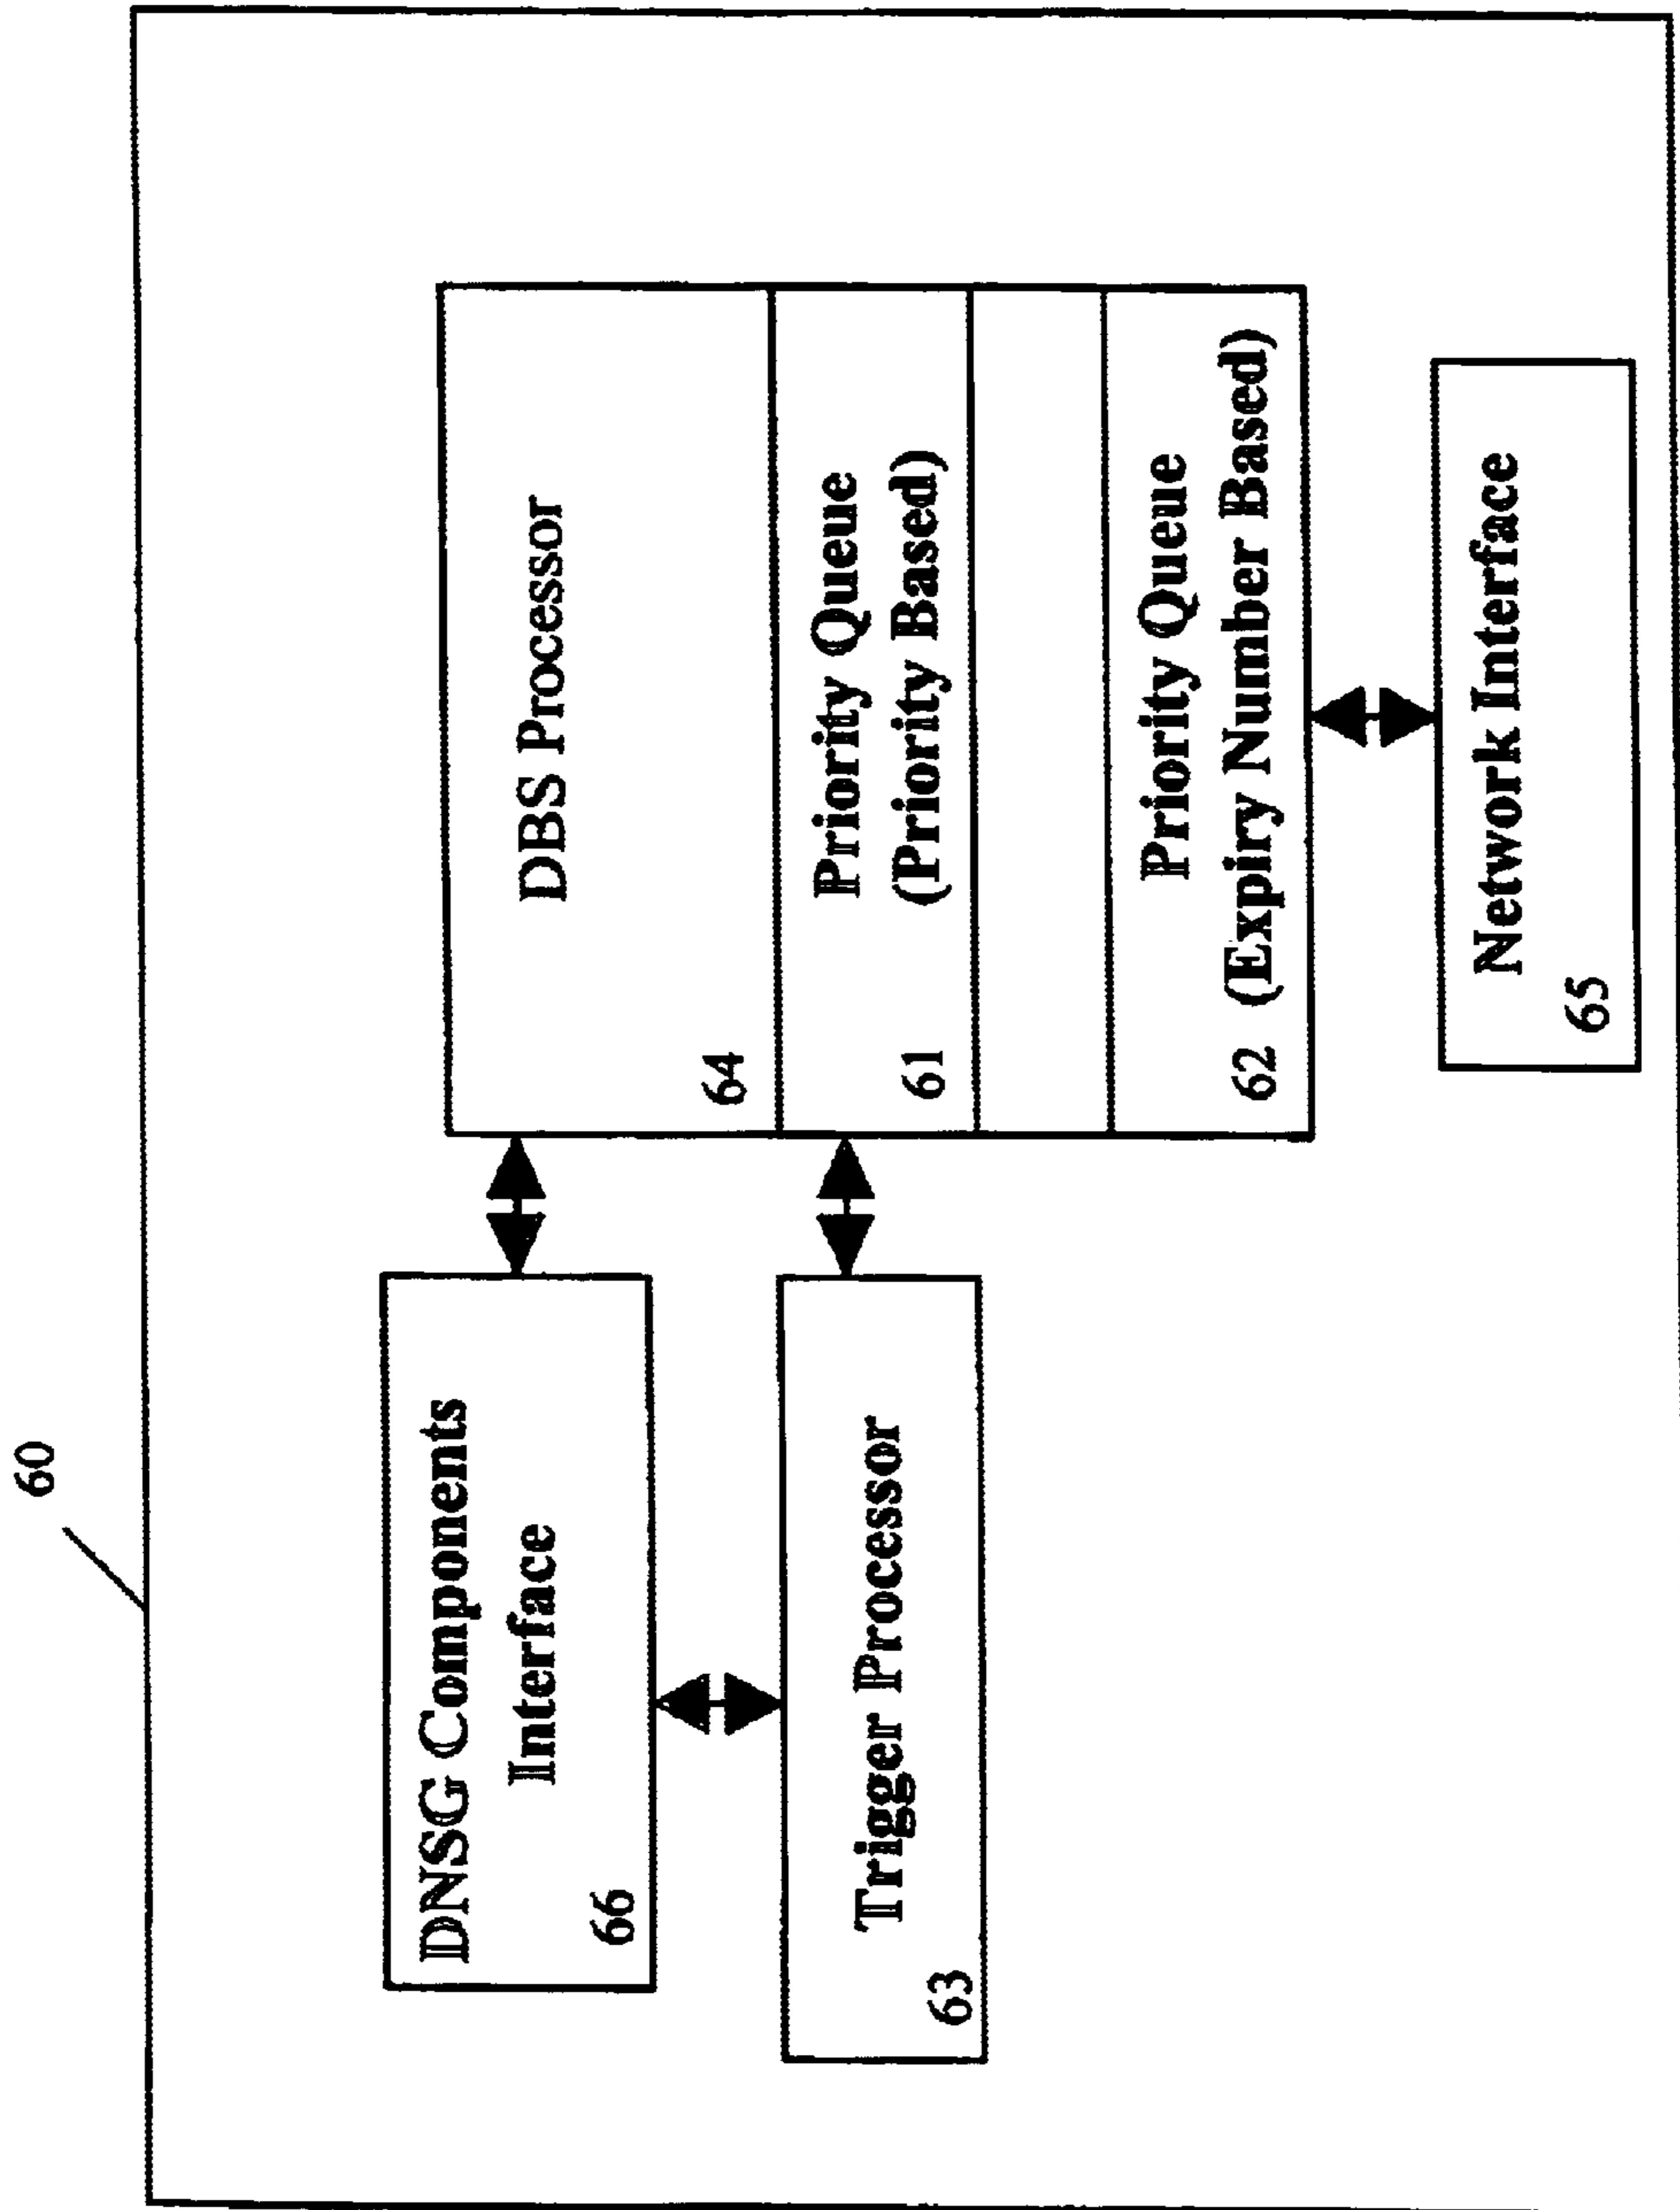 60
DNSG Components
Interface
66
Trigger Processor
63
DBS Processor
64
Priority Queue
(Priority Based)
61
Priority Queue
62 (Expiry Number Based)
Network Interface
65